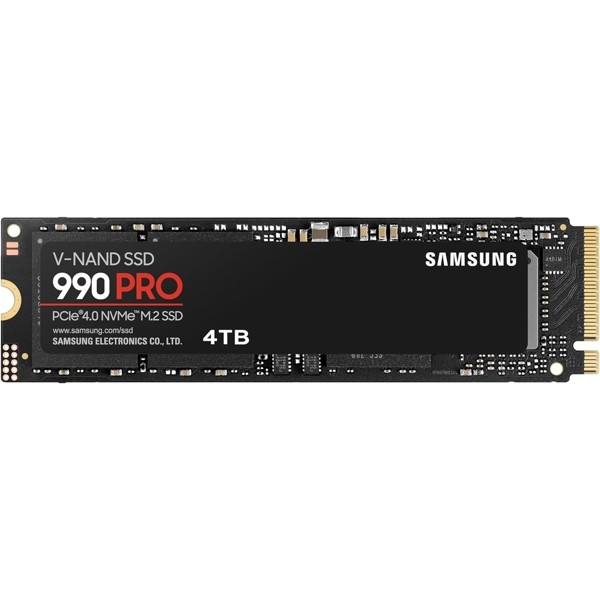 V-NAND SSD
SAMSUNG
990 PRO
PCIe®4.0 NVMe™ M.2 SSD
www.samsung.com/ssd
SAMSUNG ELECTRONICS CO., LTD.
4TB